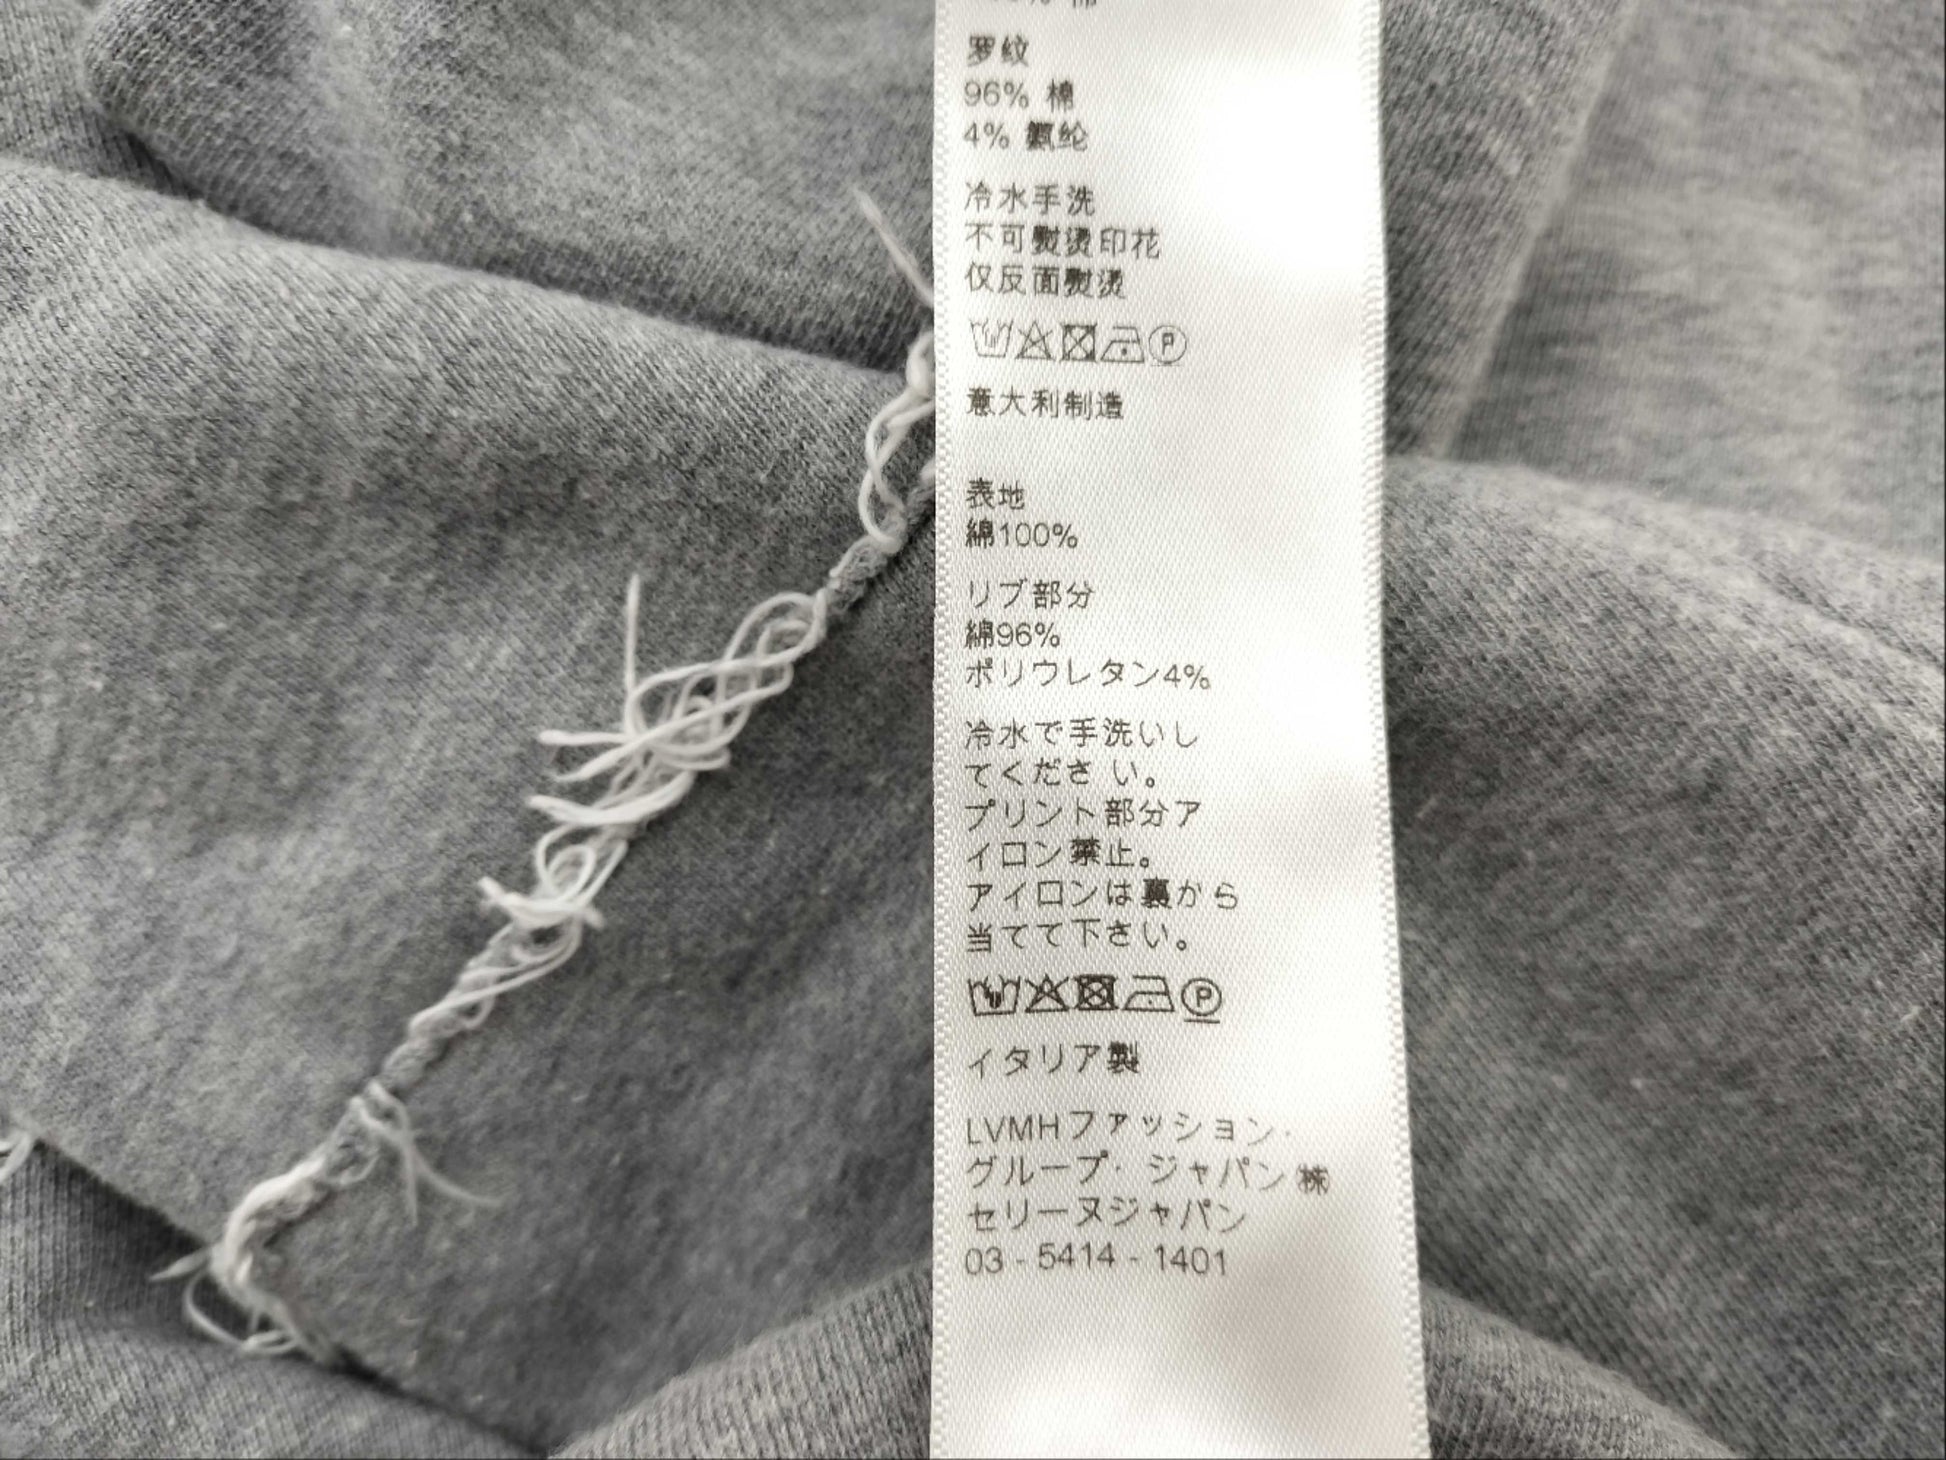 罗纹
96% 棉
4% 氨纶
冷水手洗
不可熨烫印花
仅反面熨烫
P
意大利制造
表地
綿100%
リブ部分
綿96%
ポリウレタン4%
冷水で手洗いし
てくださ い。
プリント部分ア
イロン禁止。
アイロンは裏から
当てて下さい。
P
イタリア製
LVMHファッション·
グループ· ジャパン株
セリーヌジャパン
03 - 5414 - 1401